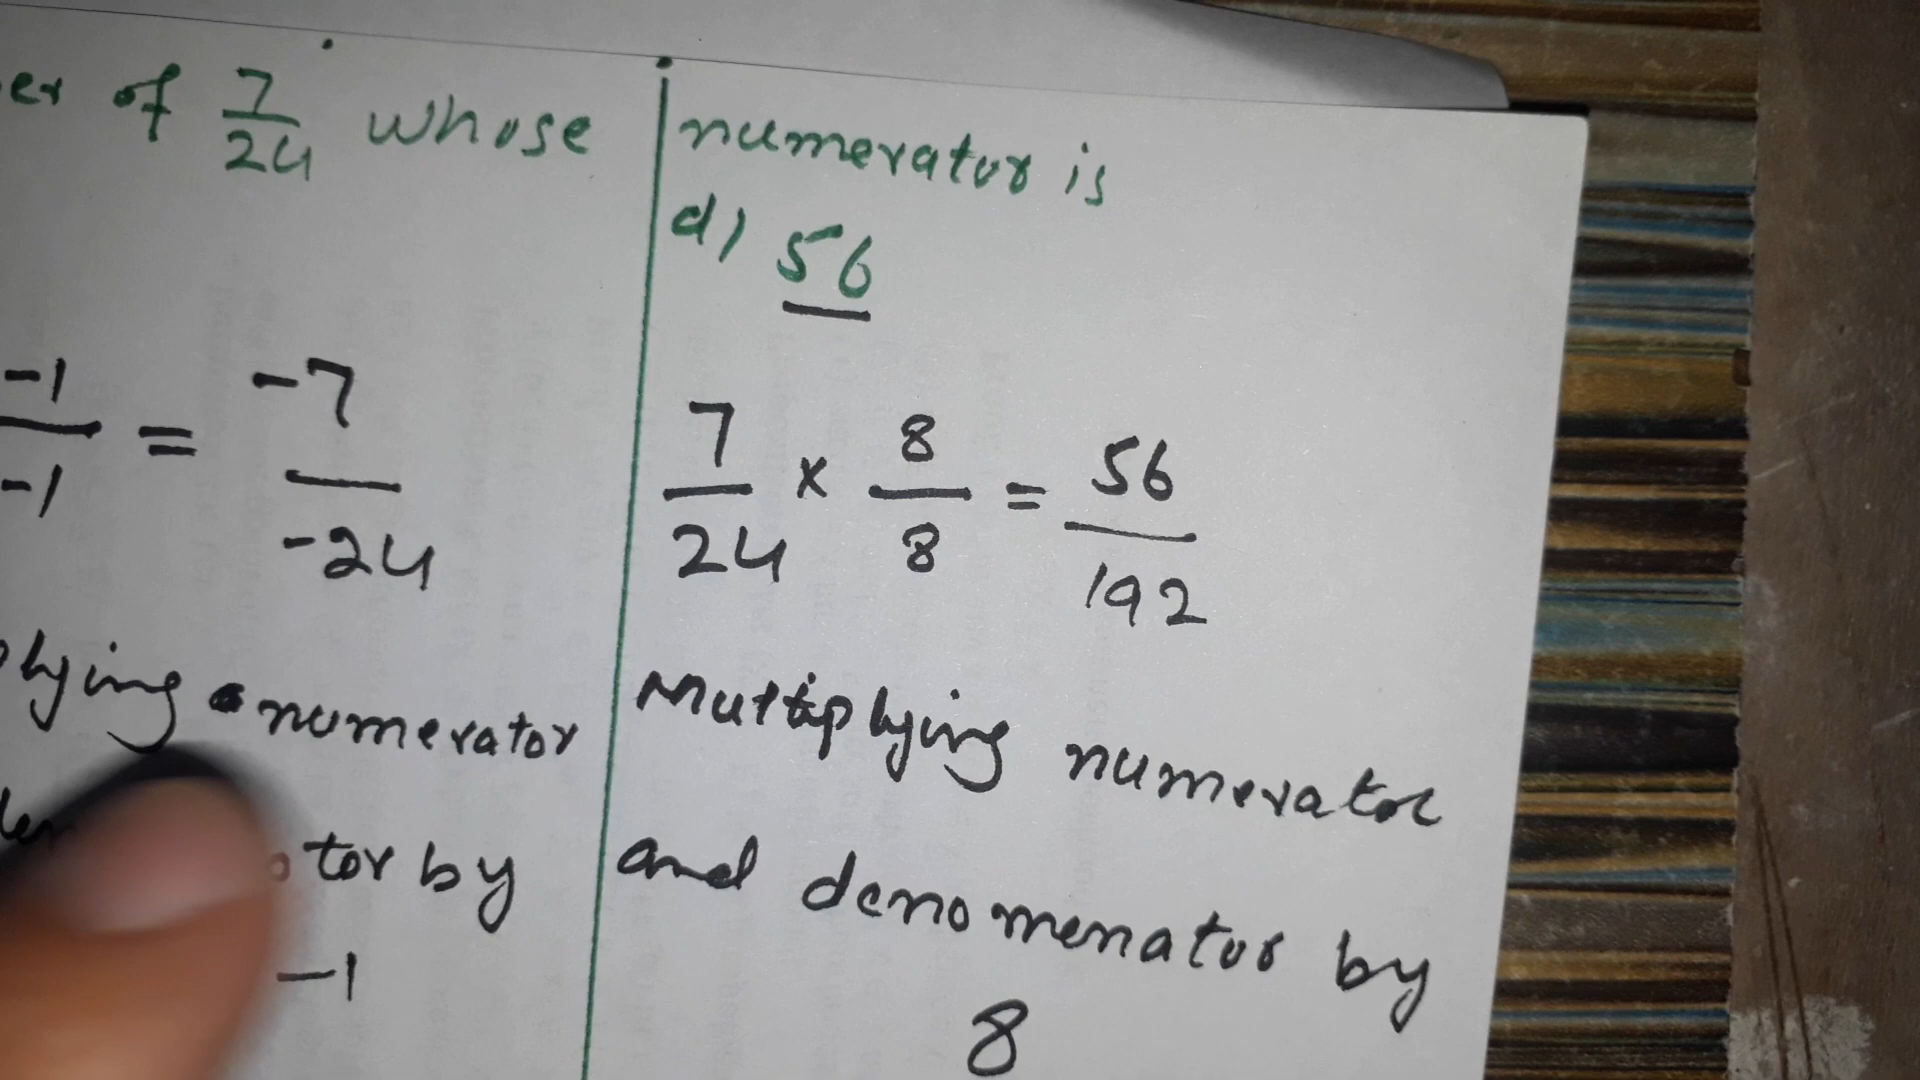 of 7/24 whose numerator is
d) 56
-1/-1 = -7/-24
numerator
by
-1
7/24 × 8/8 = 56/192
Multiplying numerator
and denomenator by
8